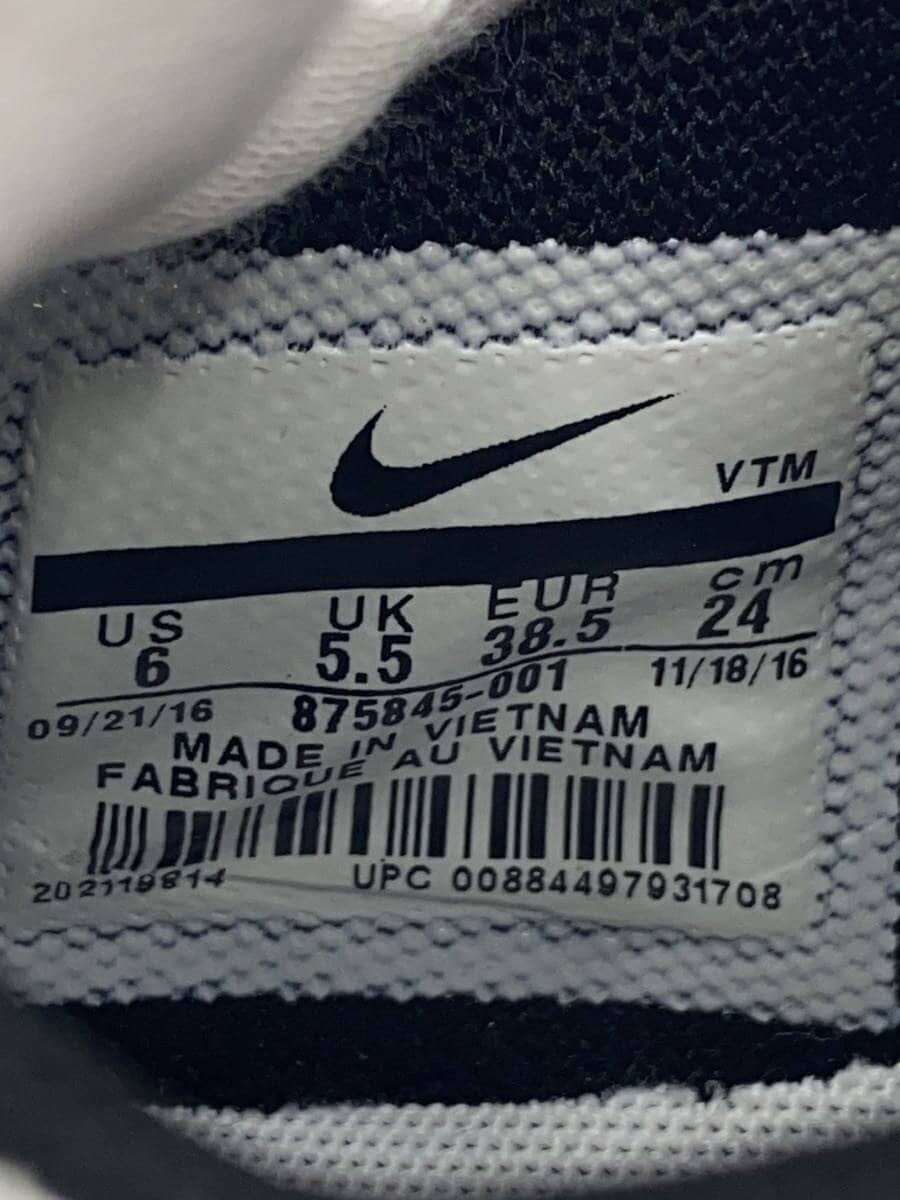 VTM
US UK EUR cm
6 5.5 38.5 24
09/21/16 875845-001 11/18/16
MADE IN VIETNAM
FABRIQUE AU VIETNAM
202119814 UPC 00884497931708